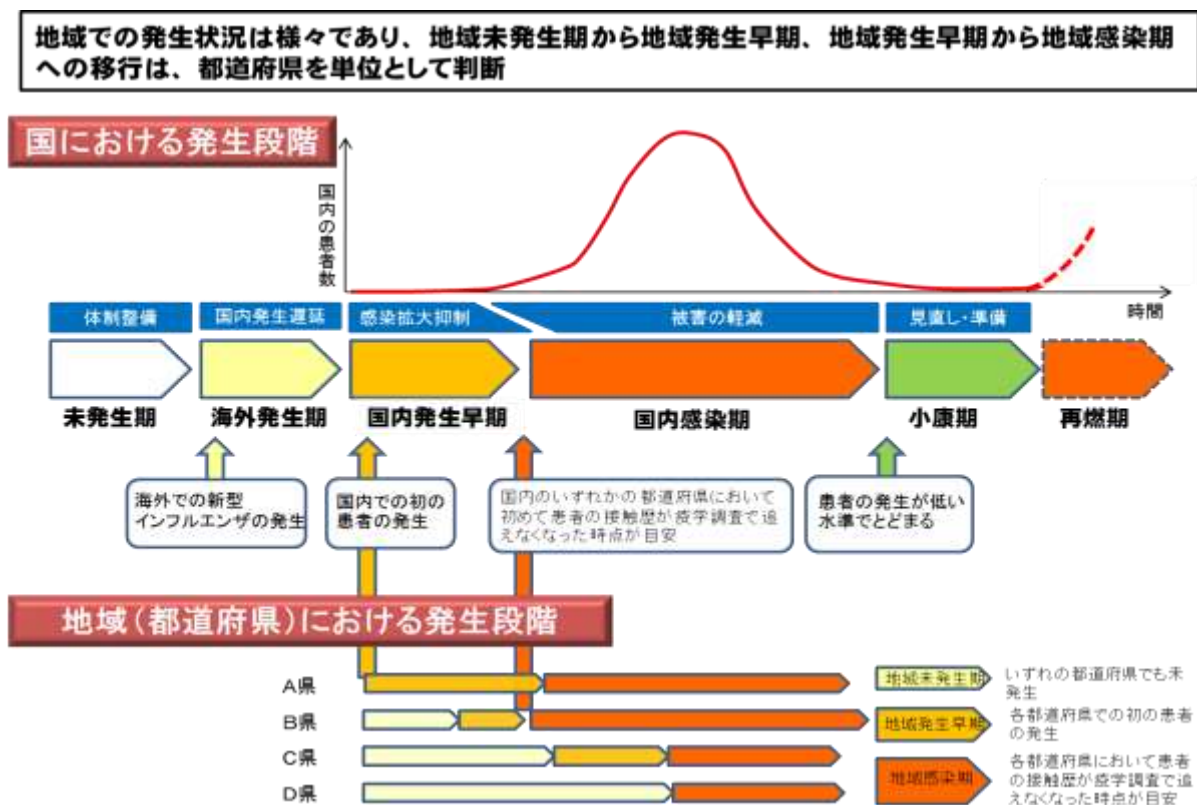 地域での発生状況は様々であり、地域未発生期から地域発生早期、地域発生早期から地域感染期
への移行は、都道府県を単位として判断
国における発生段階
国内の患者数
時間
体制整備
国内発生遅延
感染拡大抑制
被害の軽減
見直し・準備
未発生期
海外発生期
国内発生早期
国内感染期
小康期
再燃期
海外での新型
インフルエンザの発生
国内での初の
患者の発生
国内のいずれかの都道府県において
初めて患者の接触歴が疫学調査で追
えなくなった時点が目安
患者の発生が低い
水準でとどまる
地域(都道府県)における発生段階
A県
B県
C県
D県
地域未発生期
いずれの都道府県でも未
発生
地域発生早期
各都道府県での初の患者
の発生
地域感染期
各都道府県において患者
の接触歴が疫学調査で追
えなくなった時点が目安